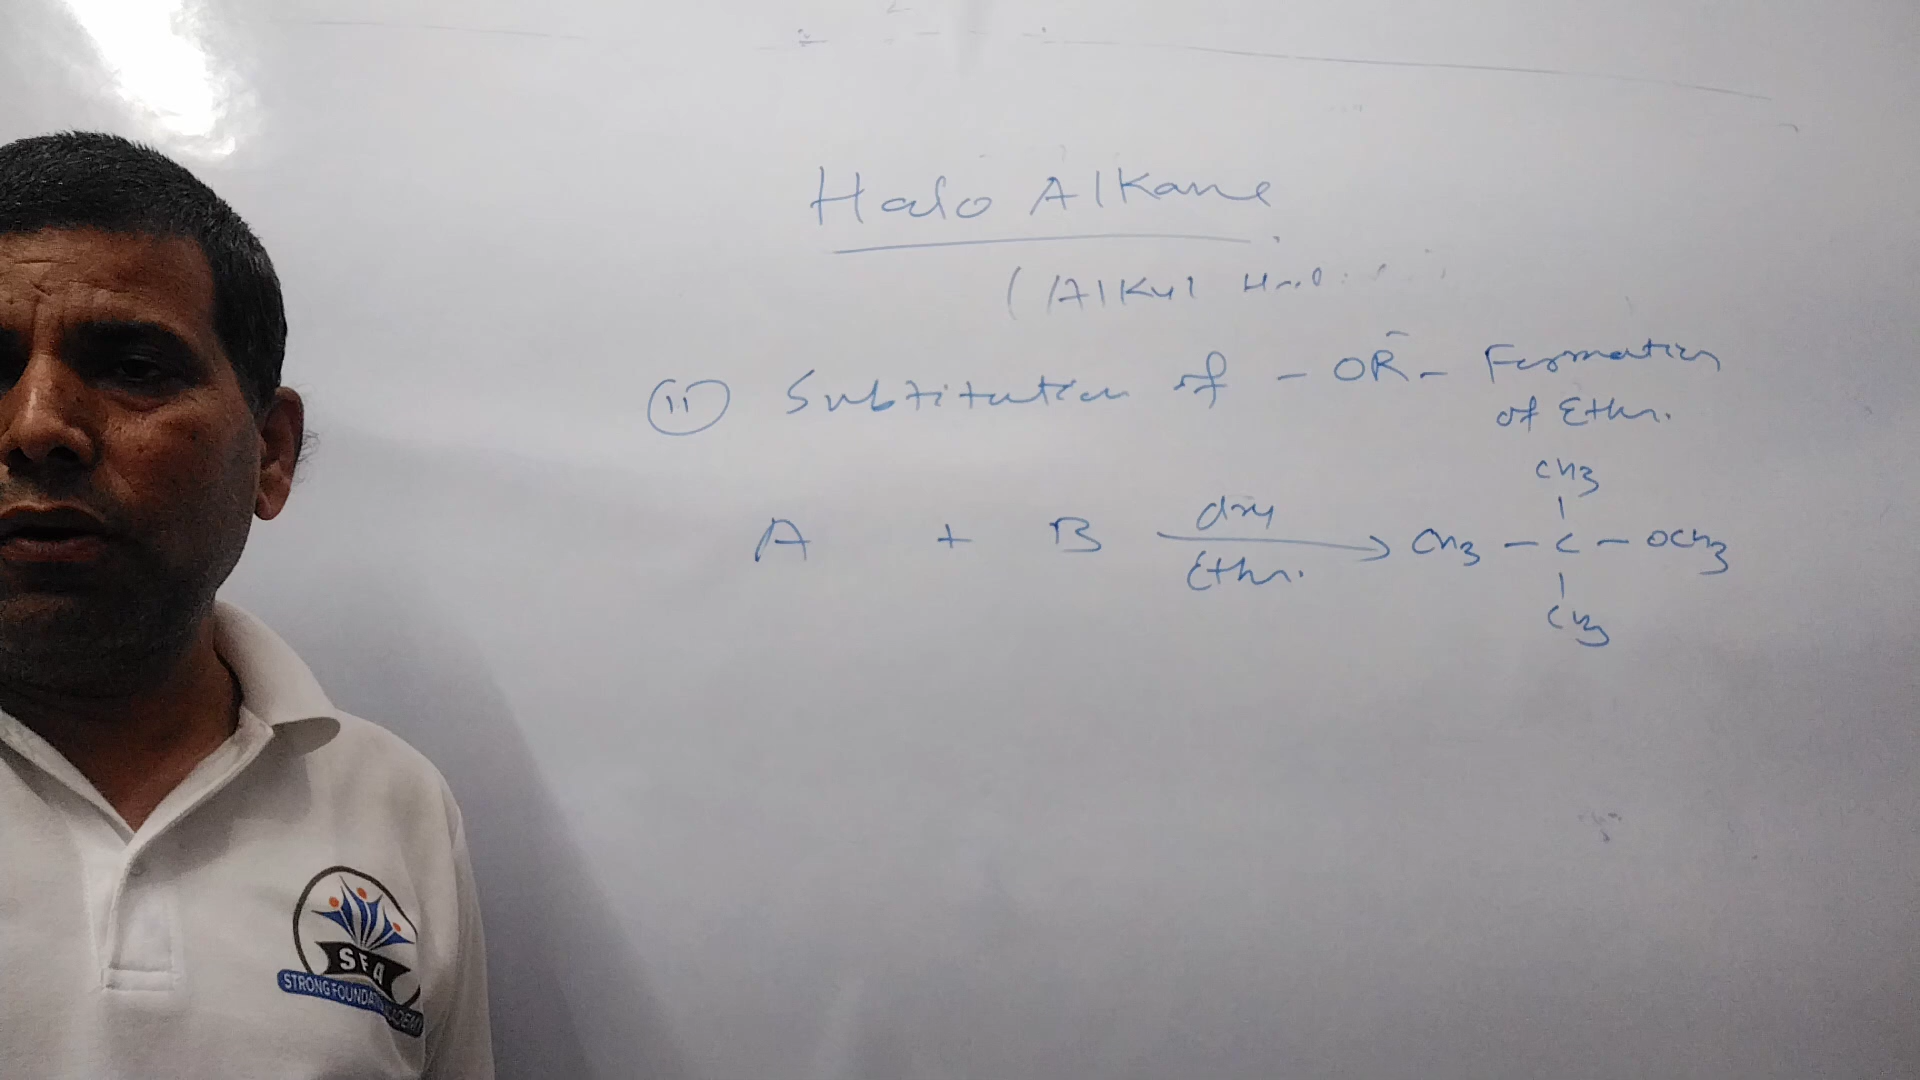 Halo Alkane
(Alkyl
(ii) Substitution of - OR̄ - Formation
of Ether.
CH3
|
A + B dry Ether. → CH3 - C - OCH3
|
CH3
SFA
STRONG FOUNDATION ACADEMY